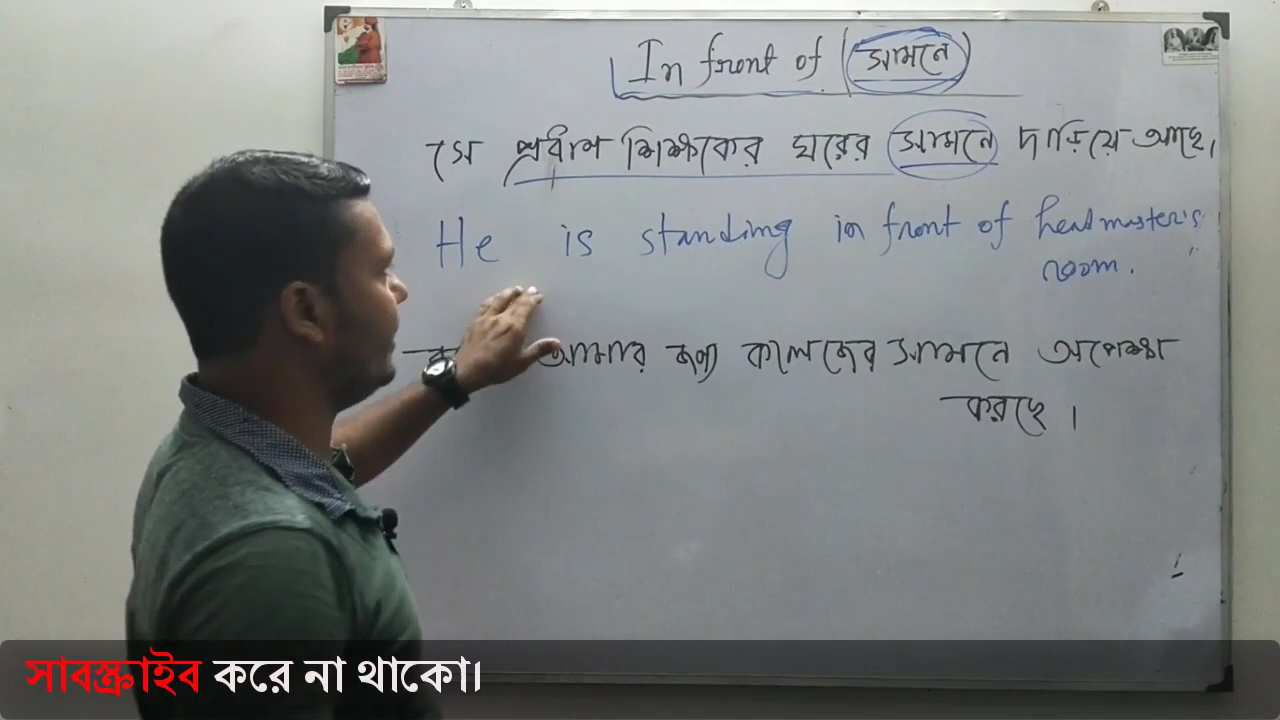 In front of (সামনে)
সে প্রধাণ শিক্ষকের ঘরের সামনে দাড়িয়ে আছে।
He is standing in front of headmaster's
room.
আমার জন্য কলেজের সামনে অপেক্ষা
করছে।
সাবস্ক্রাইব করে না থাকো।